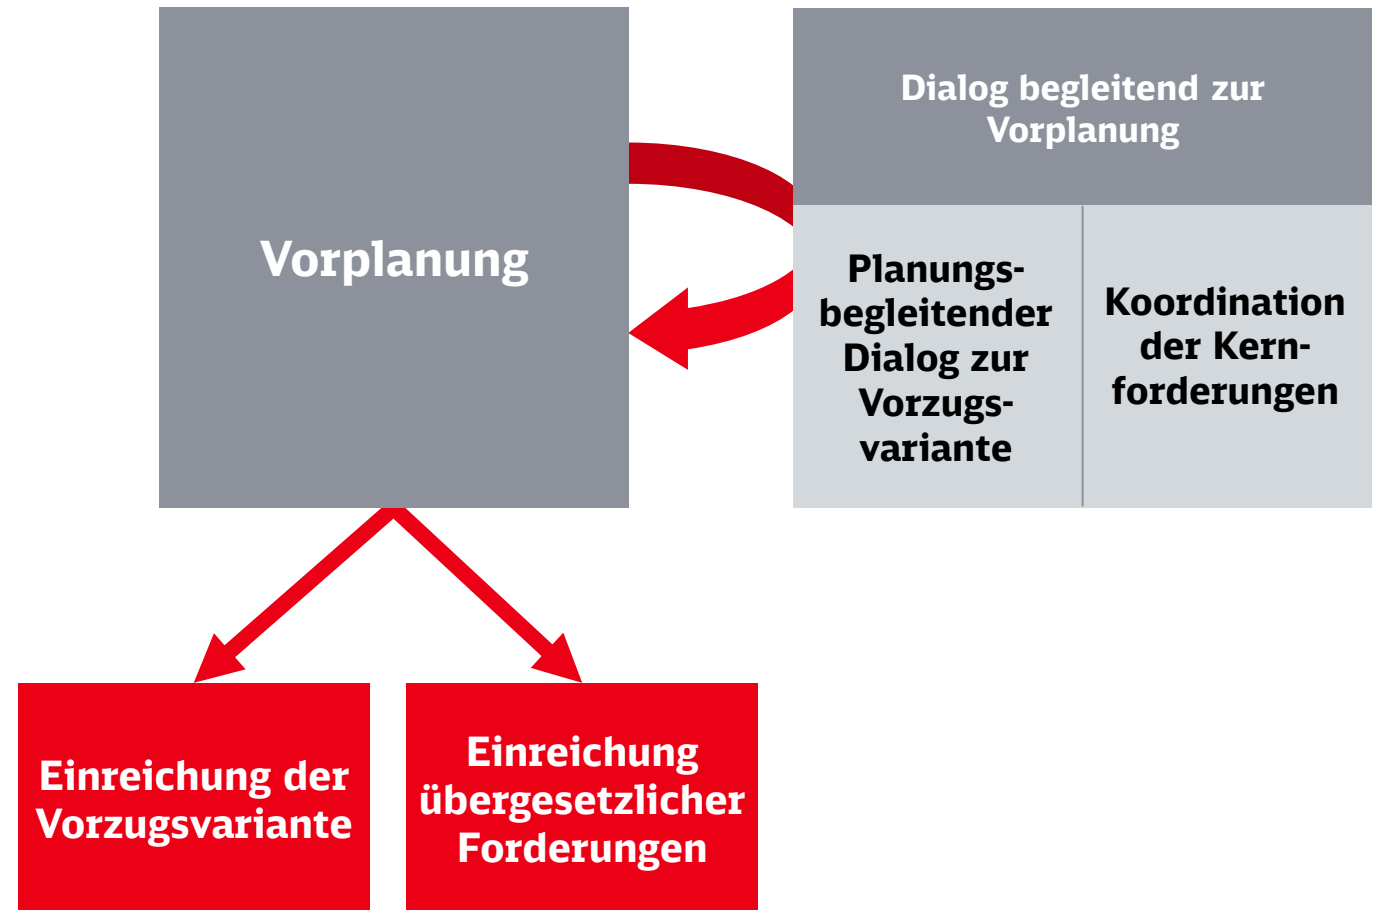 Vorplanung
Dialog begleitend zur
Vorplanung
Planungs-
begleitender
Dialog zur
Vorzugs-
variante
Koordination
der Kern-
forderungen
Einreichung der
Vorzugsvariante
Einreichung
übergesetzlicher
Forderungen